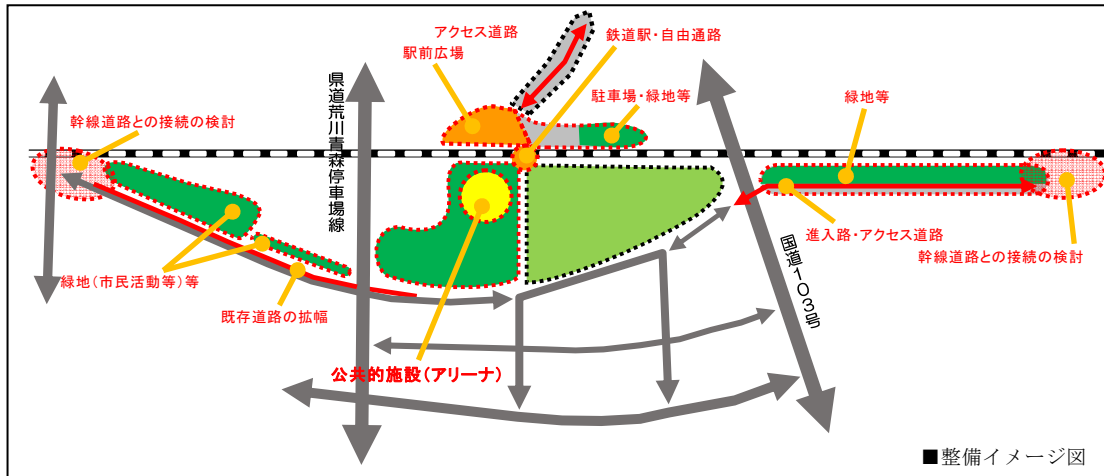 アクセス道路
駅前広場
鉄道駅・自由通路
駐車場・緑地等
緑地等
幹線道路との接続の検討
県道荒川青森停車場線
緑地(市民活動等)等
既存道路の拡幅
公共的施設(アリーナ)
国道103号
進入路・アクセス道路
幹線道路との接続の検討
■整備イメージ図